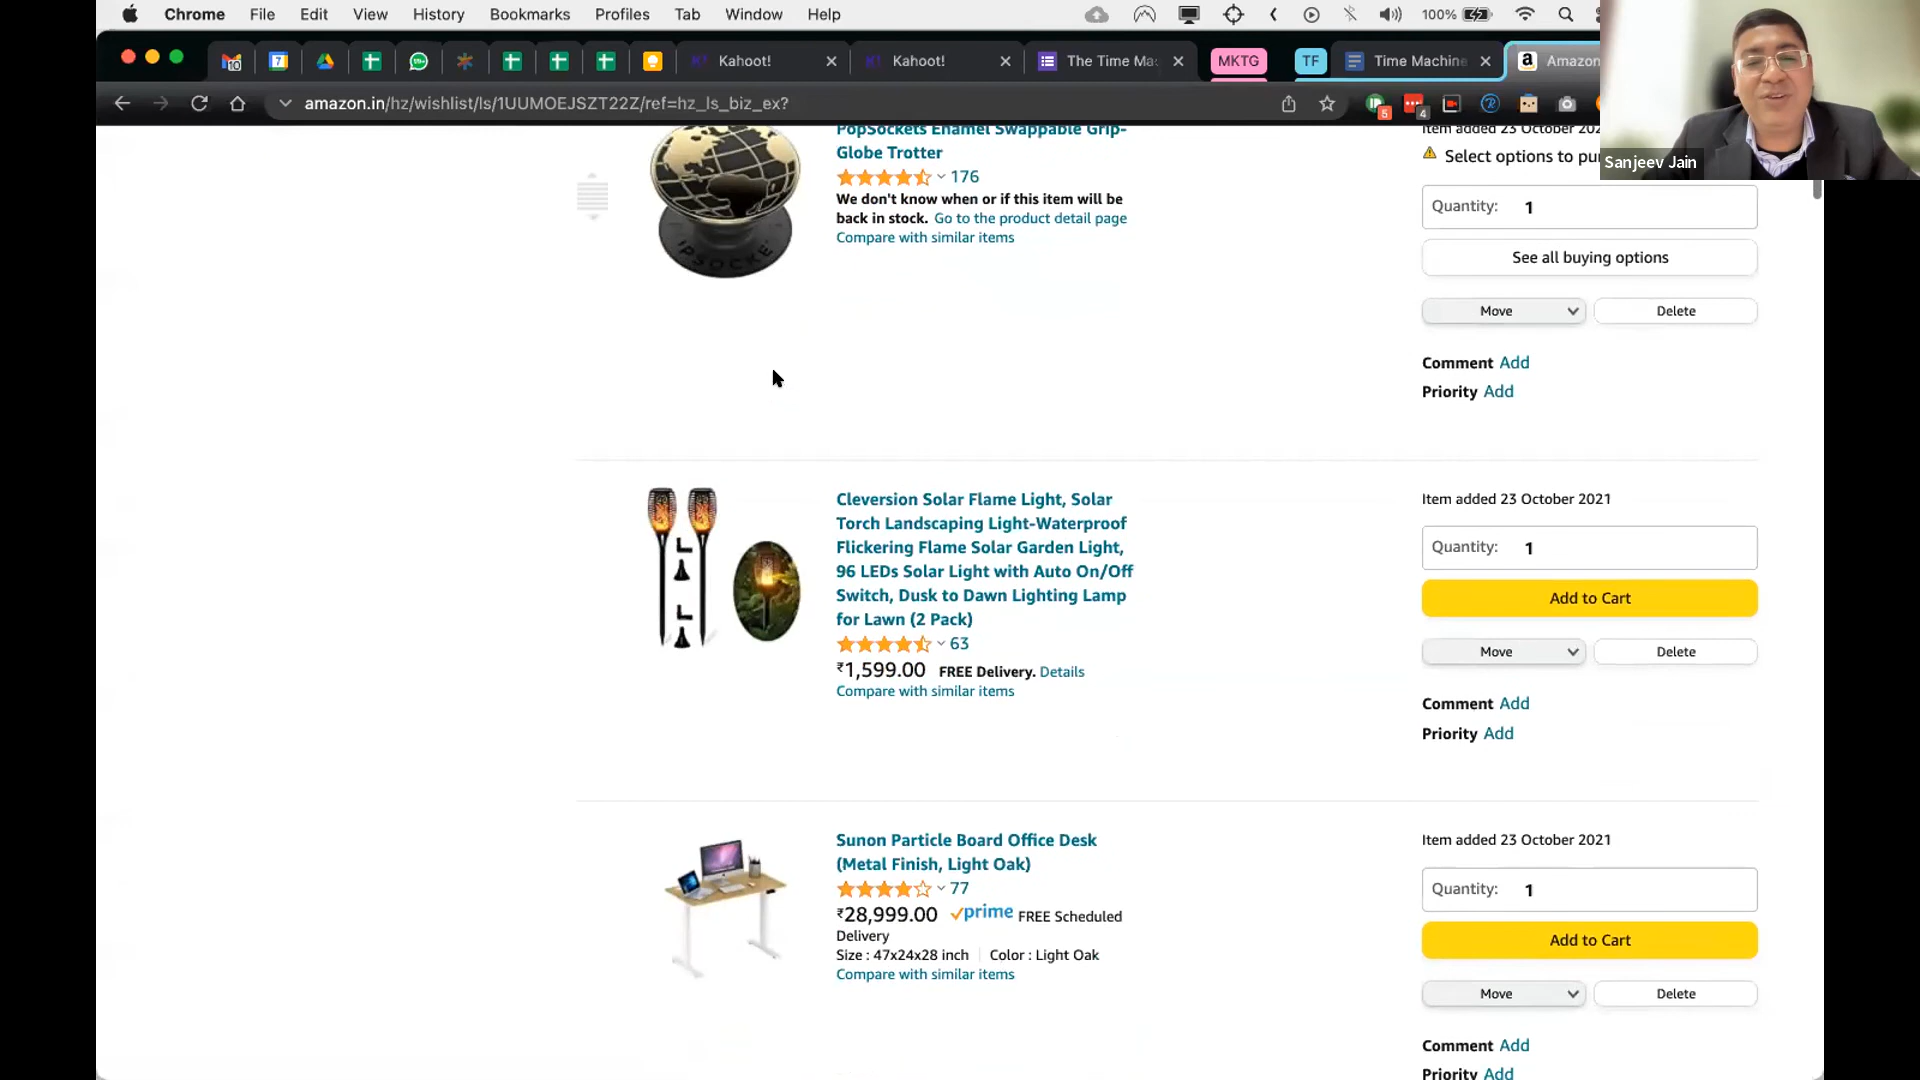 Chrome File Edit View History Bookmarks Profiles Tab Window Help
100%
Kahoot!
Kahoot!
The Time Mac
MKTG
TF
Time Machine
Amazon
amazon.in/hz/wishlist/ls/1UUMOEJSZT22Z/ref=hz_ls_biz_ex?
5
4
Sanjeev Jain
PopSockets Enamel Swappable Grip-
Globe Trotter
176
We don't know when or if this item will be
back in stock. Go to the product detail page
Compare with similar items
Item added 23 October 202
Select options to pu
Quantity: 1
See all buying options
Move
Delete
Comment Add
Priority Add
Cleversion Solar Flame Light, Solar
Torch Landscaping Light-Waterproof
Flickering Flame Solar Garden Light,
96 LEDs Solar Light with Auto On/Off
Switch, Dusk to Dawn Lighting Lamp
for Lawn (2 Pack)
63
₹1,599.00 FREE Delivery. Details
Compare with similar items
Item added 23 October 2021
Quantity: 1
Add to Cart
Move
Delete
Comment Add
Priority Add
Sunon Particle Board Office Desk
(Metal Finish, Light Oak)
77
₹28,999.00 prime FREE Scheduled
Delivery
Size : 47x24x28 inch | Color : Light Oak
Compare with similar items
Item added 23 October 2021
Quantity: 1
Add to Cart
Move
Delete
Comment Add
Priority Add